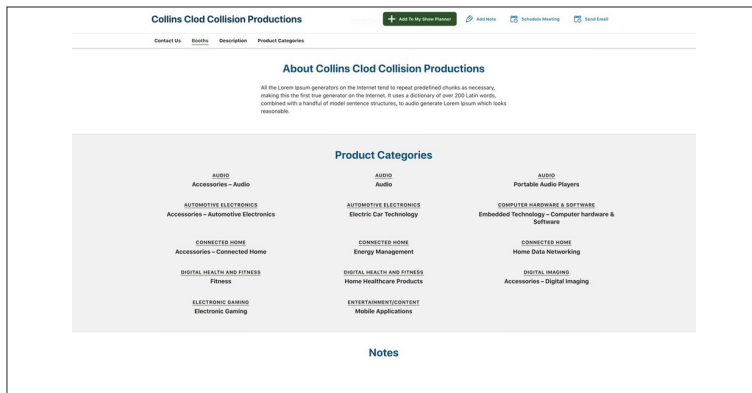 Collins Clod Collision Productions
Add To My Show Planner
Add Note
Schedule Meeting
Send Email
Contact Us Booths Description Product Categories
About Collins Clod Collision Productions
All the Lorem Ipsum generators on the Internet tend to repeat predefined chunks as necessary,
making this the first true generator on the Internet. It uses a dictionary of over 200 Latin words,
combined with a handful of model sentence structures, to audio generate Lorem Ipsum which looks
reasonable.
Product Categories
AUDIO
Accessories – Audio
AUDIO
Audio
AUDIO
Portable Audio Players
AUTOMOTIVE ELECTRONICS
Accessories – Automotive Electronics
AUTOMOTIVE ELECTRONICS
Electric Car Technology
COMPUTER HARDWARE & SOFTWARE
Embedded Technology – Computer hardware &
Software
CONNECTED HOME
Accessories – Connected Home
CONNECTED HOME
Energy Management
CONNECTED HOME
Home Data Networking
DIGITAL HEALTH AND FITNESS
Fitness
DIGITAL HEALTH AND FITNESS
Home Healthcare Products
DIGITAL IMAGING
Accessories – Digital Imaging
ELECTRONIC GAMING
Electronic Gaming
ENTERTAINMENT/CONTENT
Mobile Applications
Notes